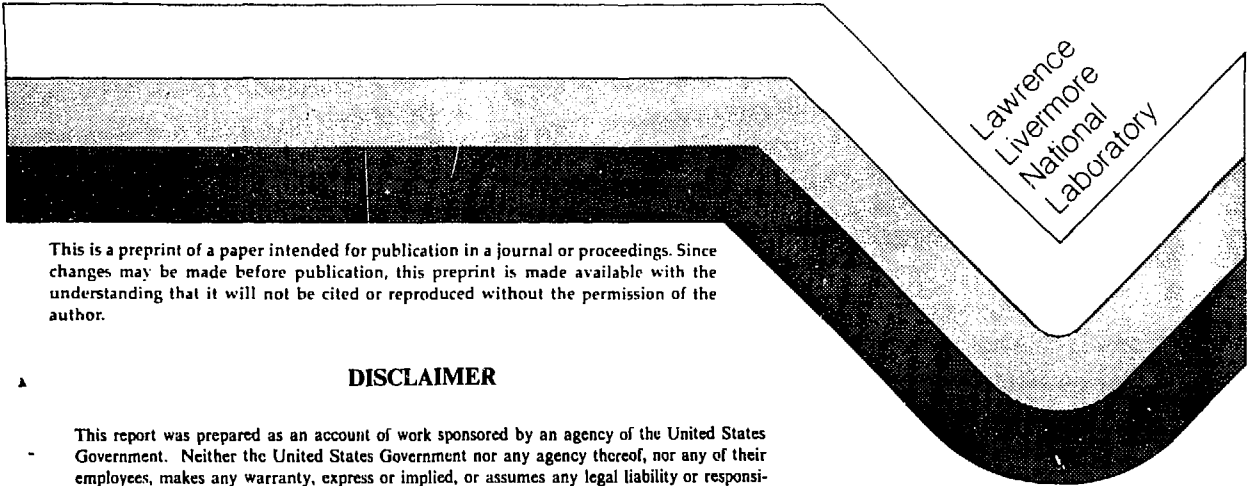 Lawrence
Livermore
National
Laboratory
This is a preprint of a paper intended for publication in a journal or proceedings. Since
changes may be made before publication, this preprint is made available with the
understanding that it will not be cited or reproduced without the permission of the
author.
DISCLAIMER
This report was prepared as an account of work sponsored by an agency of the United States
Government. Neither the United States Government nor any agency thereof, nor any of their
employees, makes any warranty, express or implied, or assumes any legal liability or responsi-